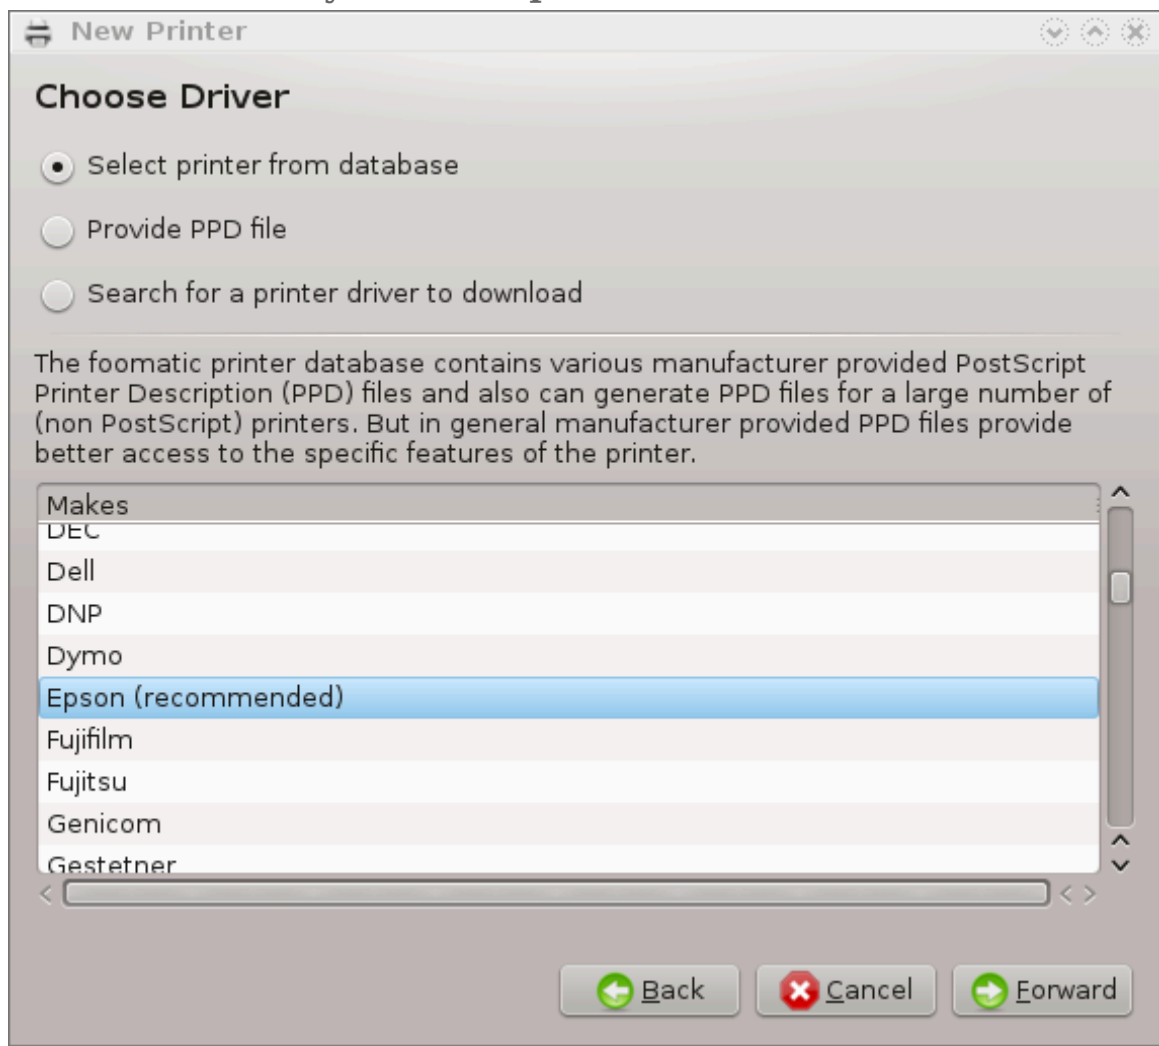 New Printer
Choose Driver
Select printer from database
Provide PPD file
Search for a printer driver to download
The foomatic printer database contains various manufacturer provided PostScript
Printer Description (PPD) files and also can generate PPD files for a large number of
(non PostScript) printers. But in general manufacturer provided PPD files provide
better access to the specific features of the printer.
Makes
DEC
Dell
DNP
Dymo
Epson (recommended)
Fujifilm
Fujitsu
Genicom
Gestetner
Back Cancel Forward